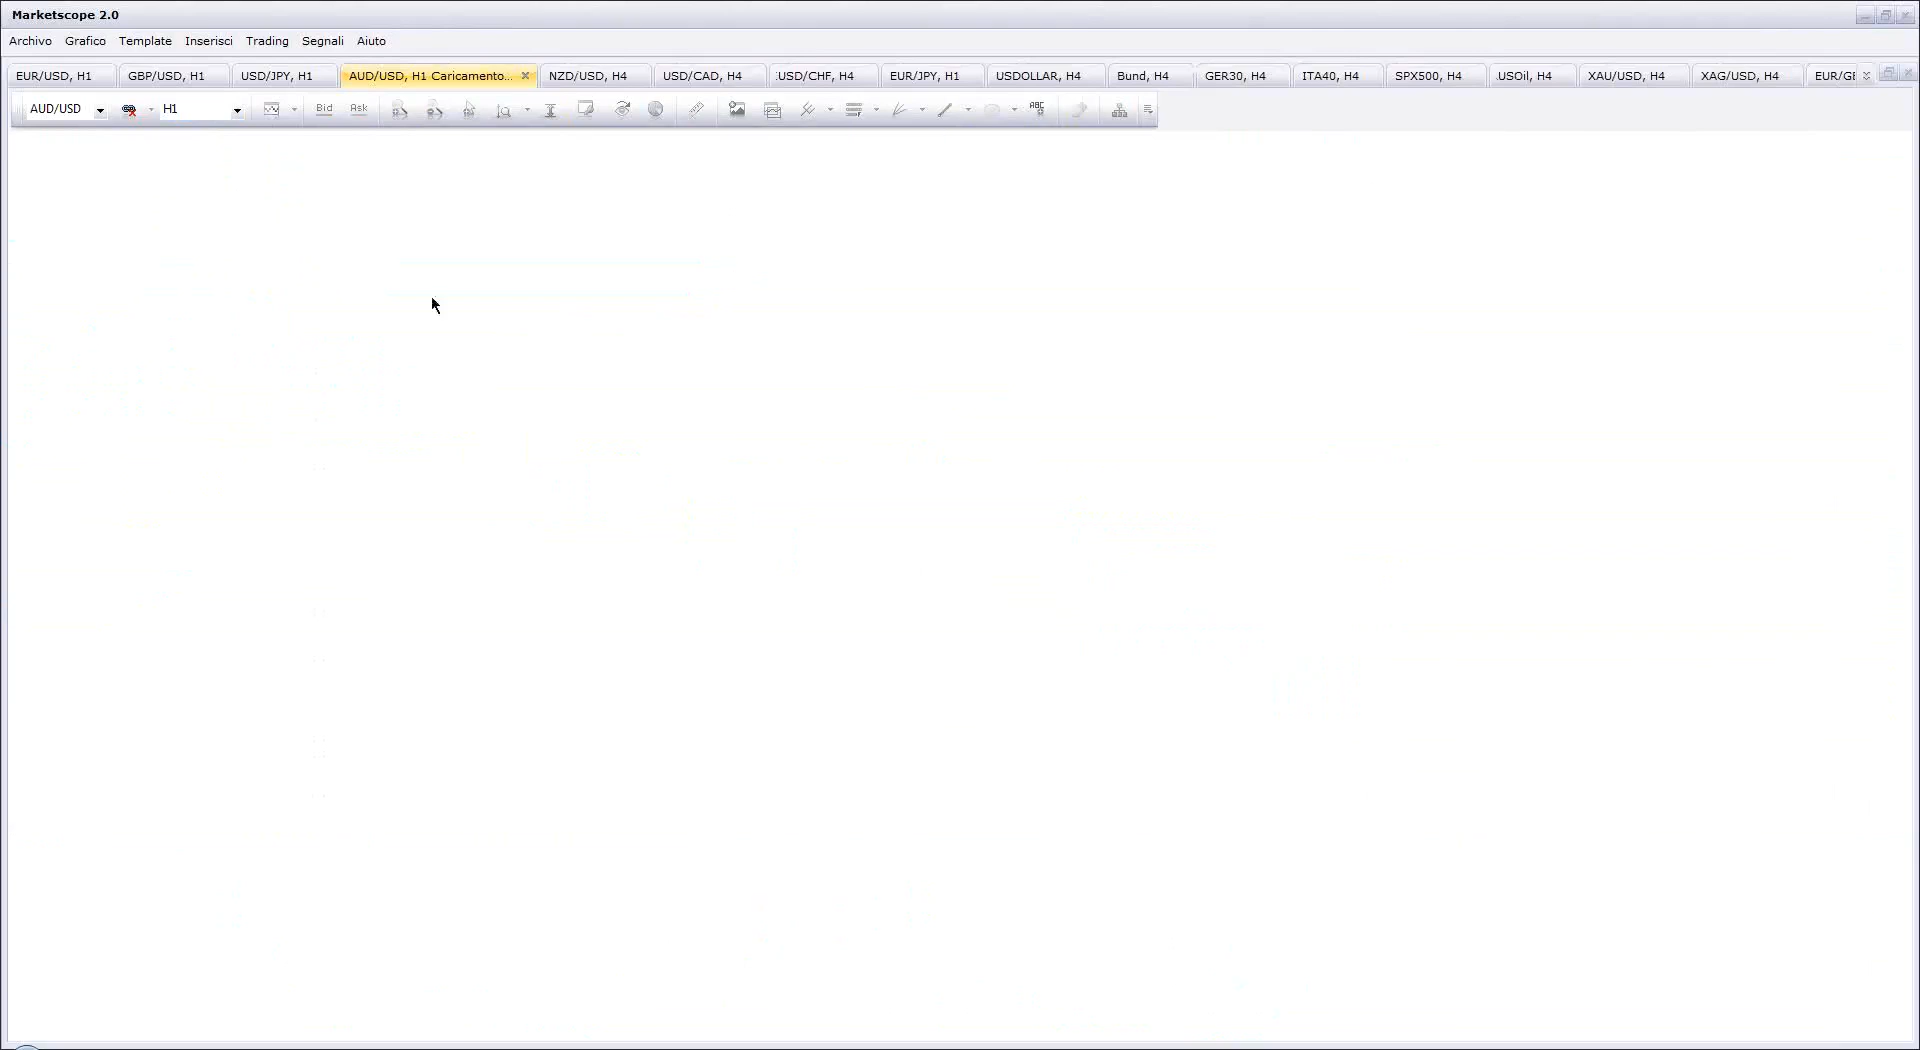 Marketscope 2.0
Archivo Grafico Template Inserisci Trading Segnali Aiuto
EUR/USD, H1 GBP/USD, H1 USD/JPY, H1 AUD/USD, H1 Caricamento... NZD/USD, H4 USD/CAD, H4 USD/CHF, H4 EUR/JPY, H1 USDOLLAR, H4 Bund, H4 GER30, H4 ITA40, H4 SPX500, H4 USOil, H4 XAU/USD, H4 XAG/USD, H4 EUR/GE
AUD/USD H1 Bid Ask ABC